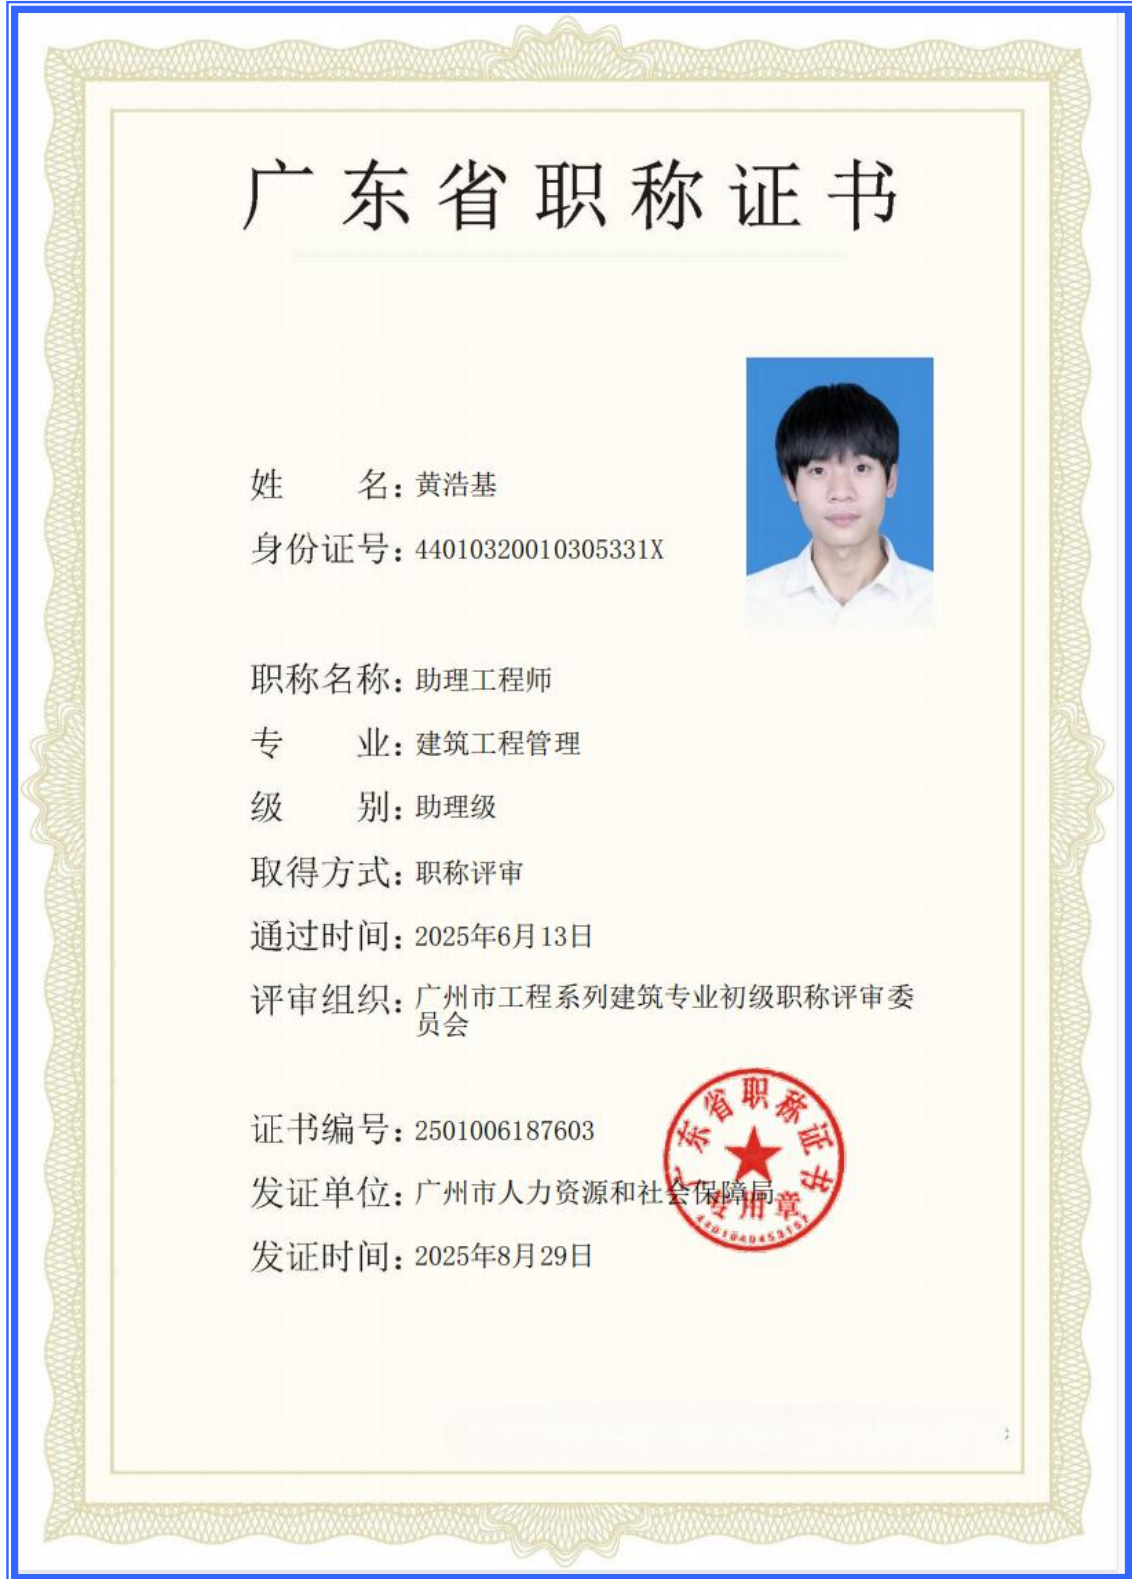 广东省职称证书
姓 名：黄浩基
身份证号：44010320010305331X
职称名称：助理工程师
专 业：建筑工程管理
级 别：助理级
取得方式：职称评审
通过时间：2025年6月13日
评审组织：广州市工程系列建筑专业初级职称评审委
员会
证书编号：2501006187603
发证单位：广州市人力资源和社会保障局
发证时间：2025年8月29日
广东省职称证书
专用章